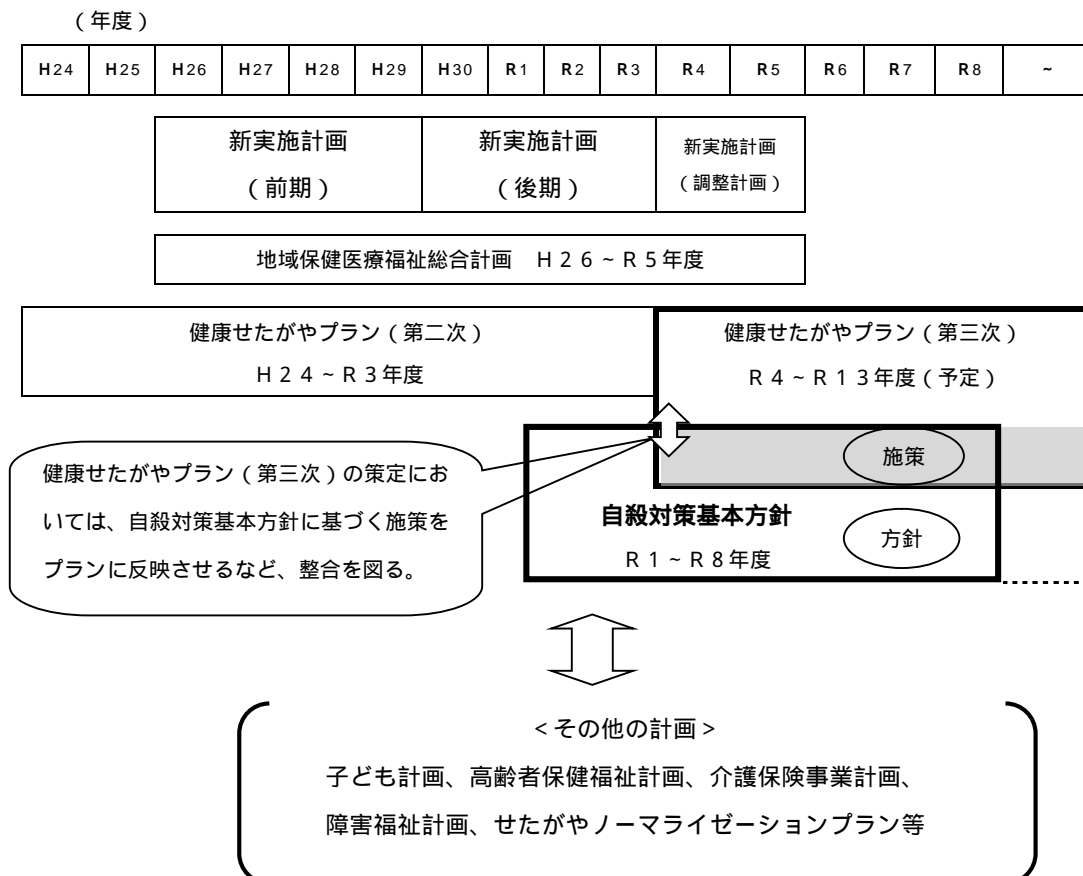 （年度）
H24 H25 H26 H27 H28 H29 H30 R1 R2 R3 R4 R5 R6 R7 R8 ~
新実施計画
（前期）
新実施計画
（後期）
新実施計画
（調整計画）
地域保健医療福祉総合計画　H26~R5年度
健康せたがやプラン（第二次）
H24~R3年度
健康せたがやプラン（第三次）
R4~R13年度（予定）
施策
健康せたがやプラン（第三次）の策定にお
いては、自殺対策基本方針に基づく施策を
プランに反映させるなど、整合を図る。
自殺対策基本方針
R1~R8年度
方針
＜その他の計画＞
子ども計画、高齢者保健福祉計画、介護保険事業計画、
障害福祉計画、せたがやノーマライゼーションプラン等